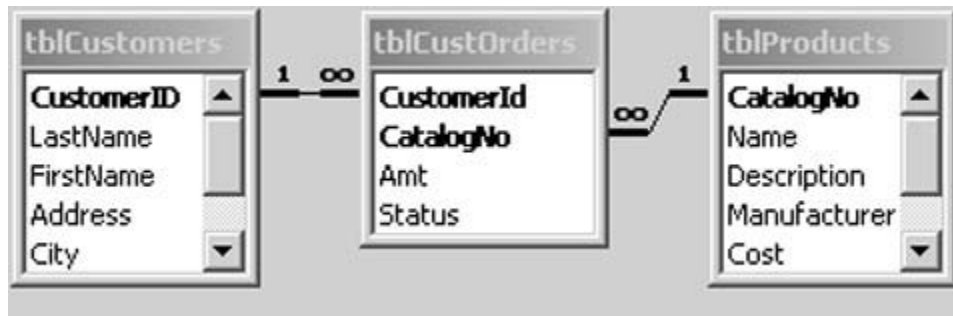 tblCustomers
CustomerID
LastName
FirstName
Address
City
1 ∞
tblCustOrders
CustomerId
CatalogNo
Amt
Status
∞ 1
tblProducts
CatalogNo
Name
Description
Manufacturer
Cost